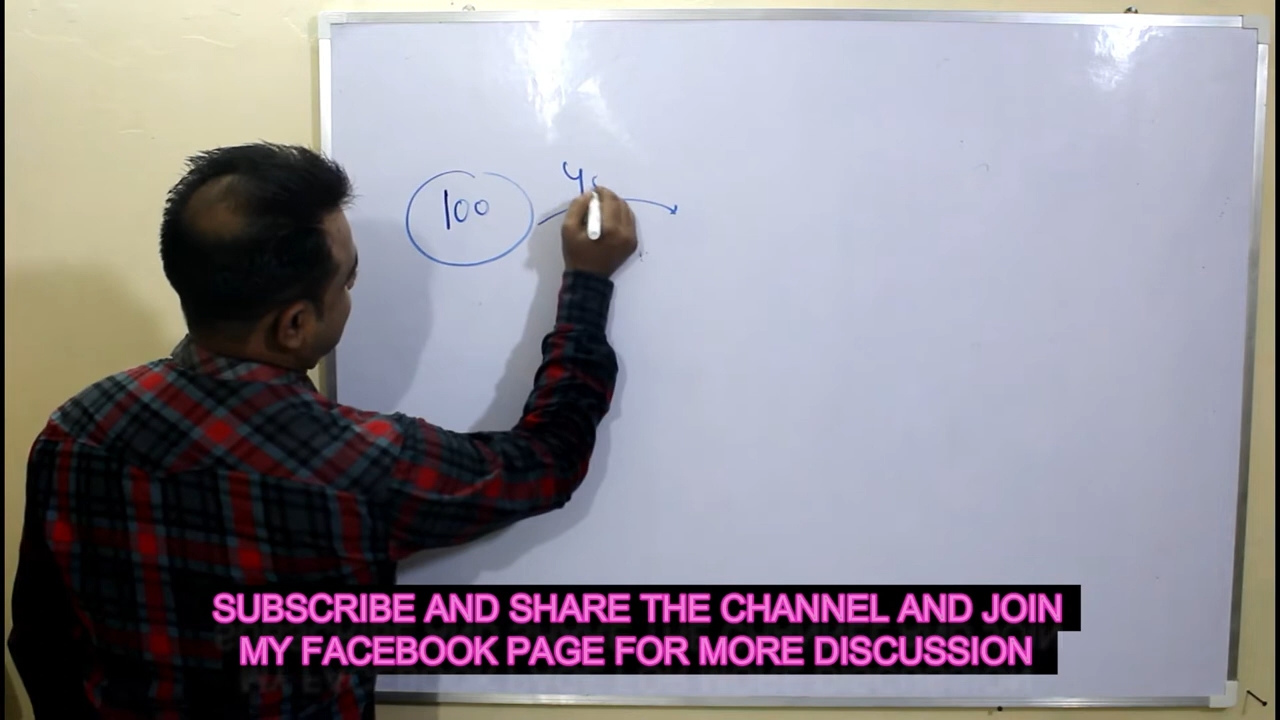 100
SUBSCRIBE AND SHARE THE CHANNEL AND JOIN
MY FACEBOOK PAGE FOR MORE DISCUSSION